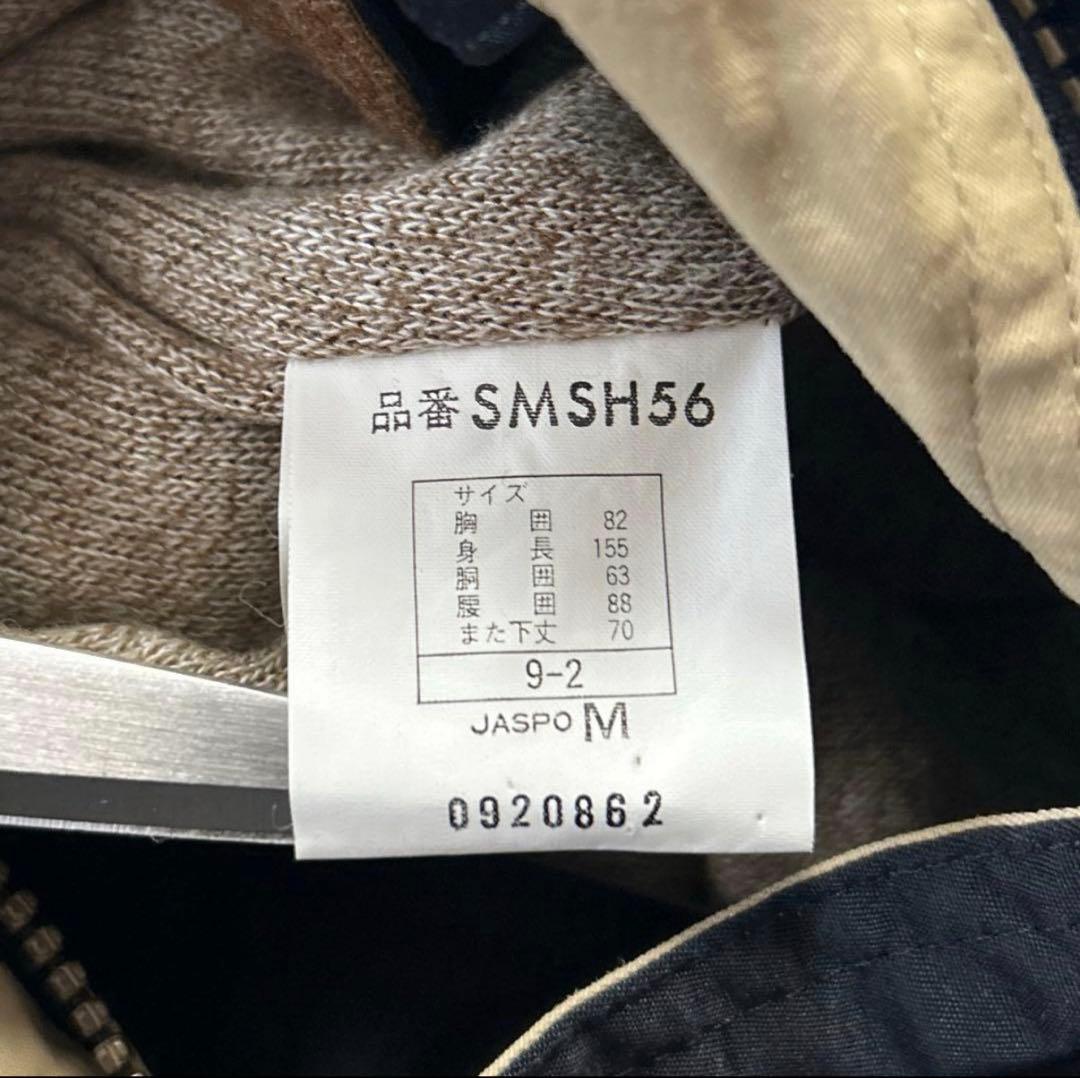 品番 SMSH56
サイズ
胸囲 82
身長 155
胴囲 63
腰囲 88
また下丈 70
9-2
JASPO M
0920862